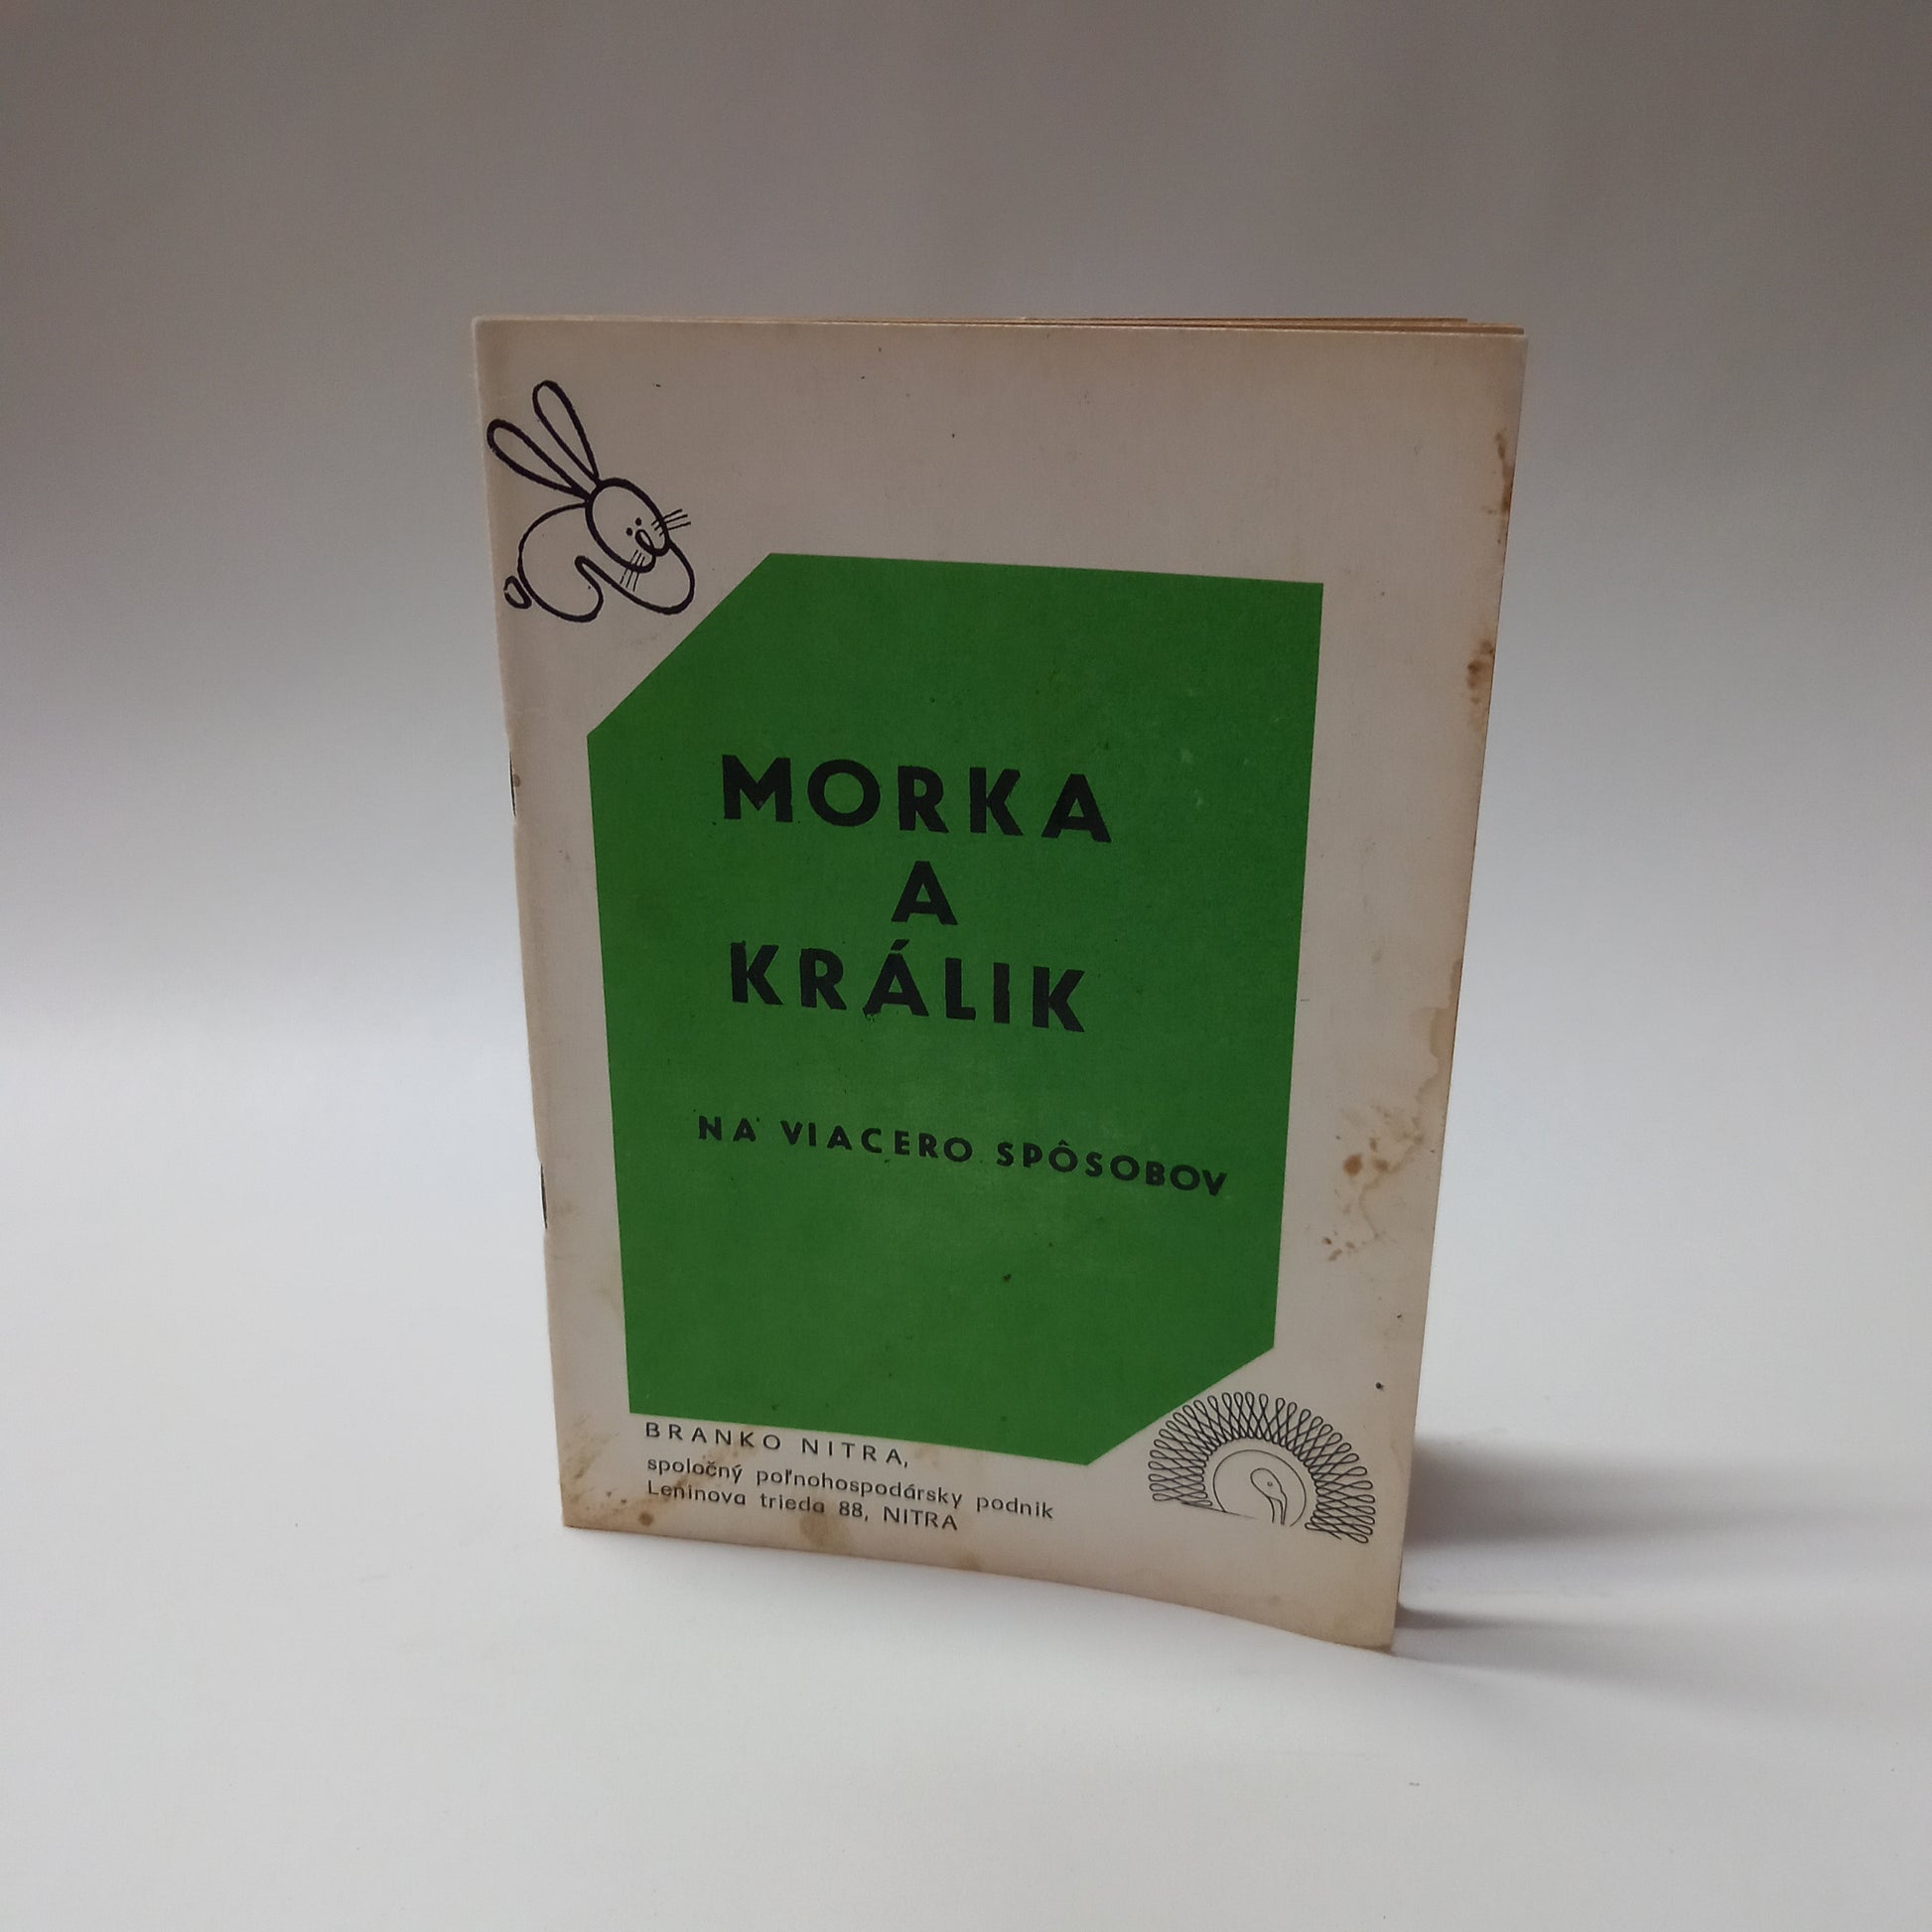 MORKA
A
KRÁLIK
NA VIACERO SPÔSOBOV
BRANKO NITRA,
spoločný poľnohospodársky podnik
Leninova trieda 88, NITRA